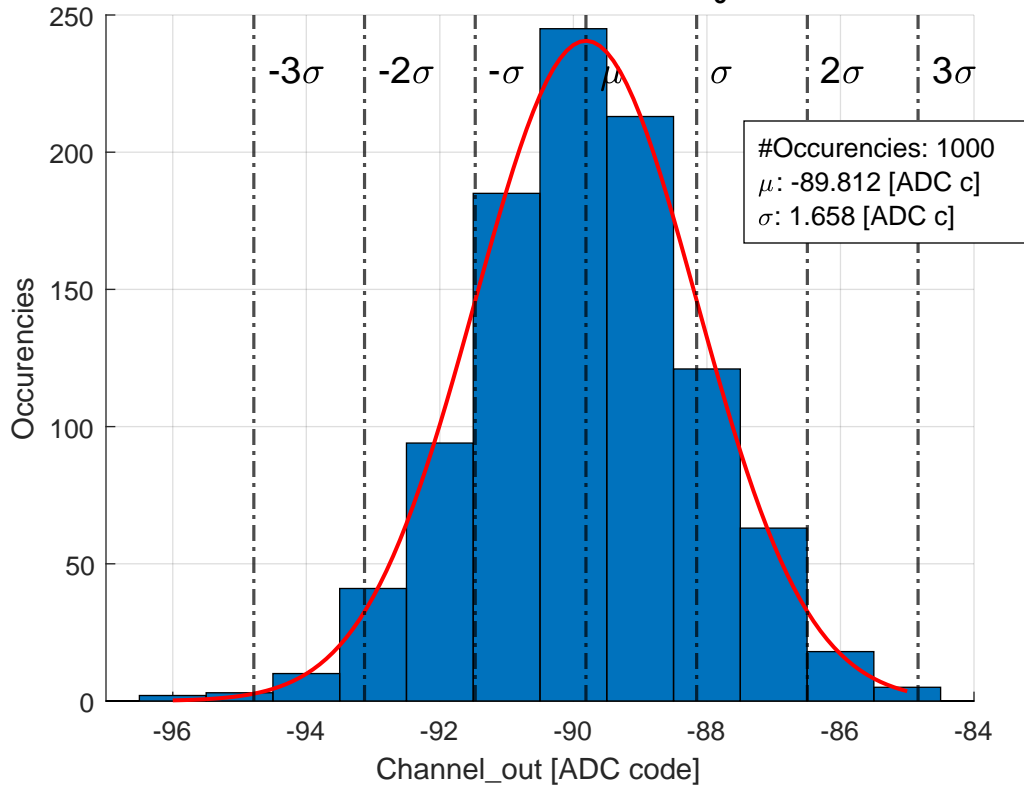 250
200
150
100
50
0
-3σ
-2σ
-σ
μ
σ
2σ
3σ
#Occurencies: 1000
μ: -89.812 [ADC c]
σ: 1.658 [ADC c]
Occurencies
-96
-94
-92
-90
-88
-86
-84
Channel_out [ADC code]